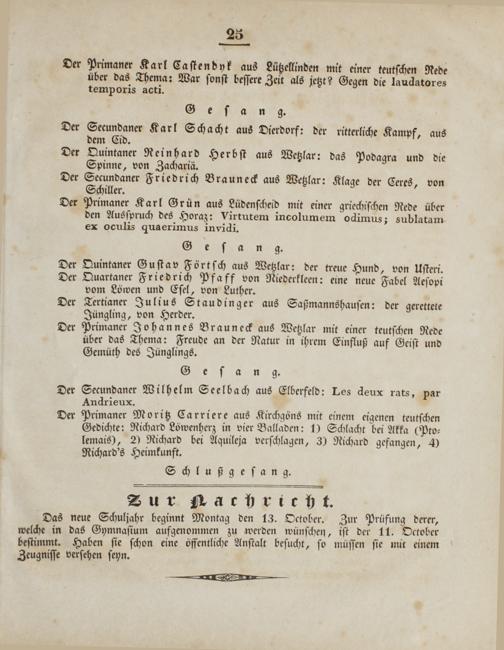 25
Der Primaner Karl Castendyk aus Lützellinden mit einer teutschen Rede
über das Thema: War sonst bessere Zeit als jetzt? Gegen die laudatores
temporis acti.
Gesang.
Der Secundaner Karl Schacht aus Dierdorf: der ritterliche Kampf, aus
dem Cid.
Der Quintaner Reinhard Herbst aus Wetzlar: das Podagra und die
Spinne, von Zachariä.
Der Secundaner Friedrich Brauneck aus Wetzlar: Klage der Ceres, von
Schiller.
Der Primaner Karl Grün aus Lüdenscheid mit einer griechischen Rede über
den Ausspruch des Horaz: Virtutem incolumem odimus; sublatam
ex oculis quaerimus invidi.
Gesang.
Der Quintaner Gustav Förtsch aus Wetzlar: der treue Hund, von Usteri.
Der Quartaner Friedrich Pfaff von Niederkleen: eine neue Fabel Aesopi
vom Löwen und Esel, von Luther.
Der Tertianer Julius Staudinger aus Saßmannshausen: der gerettete
Jüngling, von Herder.
Der Primaner Johannes Brauneck aus Wetzlar mit einer teutschen Rede
über das Thema: Freude an der Natur in ihrem Einfluß auf Geist und
Gemüth des Jünglings.
Gesang.
Der Secundaner Wilhelm Seelbach aus Elberfeld: Les deux rats, par
Andrieux.
Der Primaner Moritz Carriere aus Kirchgöns mit einem eigenen teutschen
Gedichte: Richard Löwenherz in vier Balladen: 1) Schlacht bei Akka (Pto-
lemais), 2) Richard bei Aquileja verschlagen, 3) Richard gefangen, 4)
Richard's Heimkunft.
Schlußgesang.
Zur Nachricht.
Das neue Schuljahr beginnt Montag den 13. October. Zur Prüfung derer,
welche in das Gymnasium aufgenommen zu werden wünschen, ist der 11. October
bestimmt. Haben sie schon eine öffentliche Anstalt besucht, so müssen sie mit einem
Zeugnisse versehen seyn.